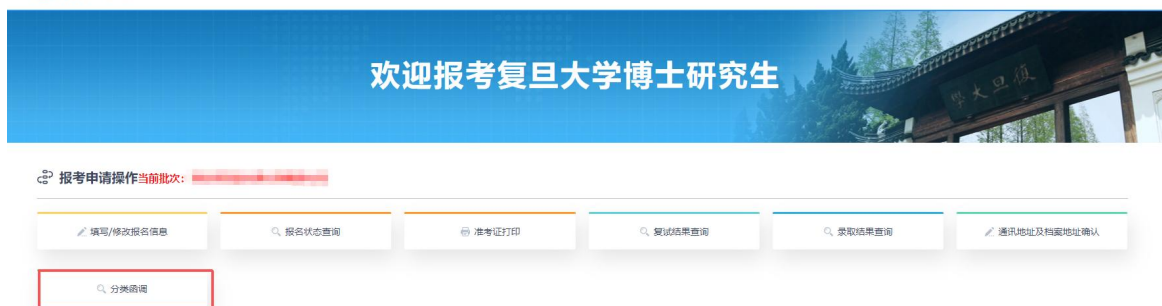 欢迎报考复旦大学博士研究生
學大旦復
报考申请操作当前批次：
填写/修改报名信息
报名状态查询
准考证打印
复试结果查询
录取结果查询
通讯地址及档案地址确认
分类函调